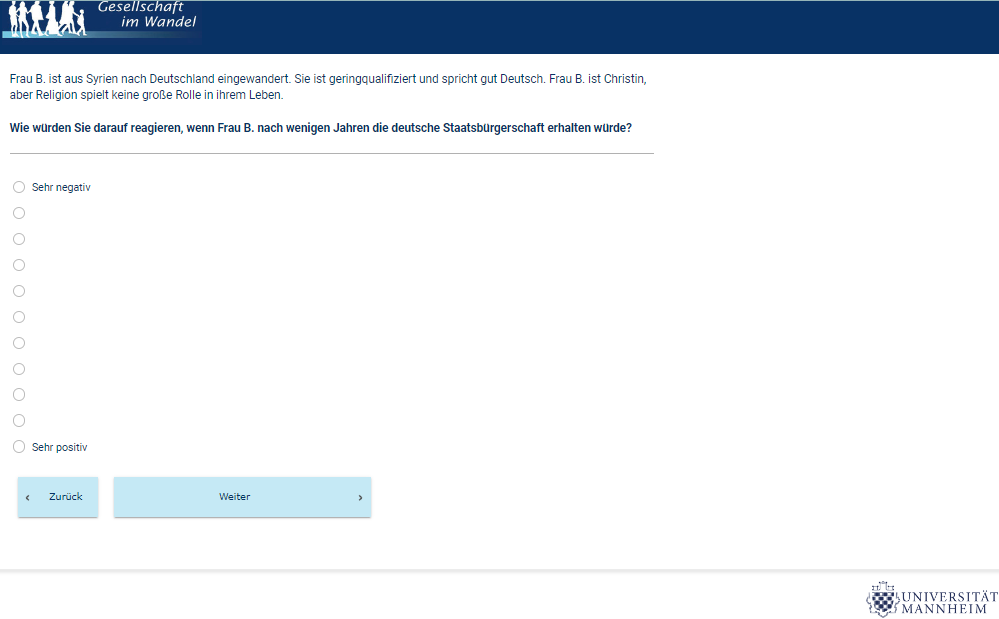 Gesellschaft
im Wandel
Frau B. ist aus Syrien nach Deutschland eingewandert. Sie ist geringqualifiziert und spricht gut Deutsch. Frau B. ist Christin,
aber Religion spielt keine große Rolle in ihrem Leben.
Wie würden Sie darauf reagieren, wenn Frau B. nach wenigen Jahren die deutsche Staatsbürgerschaft erhalten würde?
Sehr negativ
Sehr positiv
‹ Zurück
Weiter ›
UNIVERSITÄT
MANNHEIM